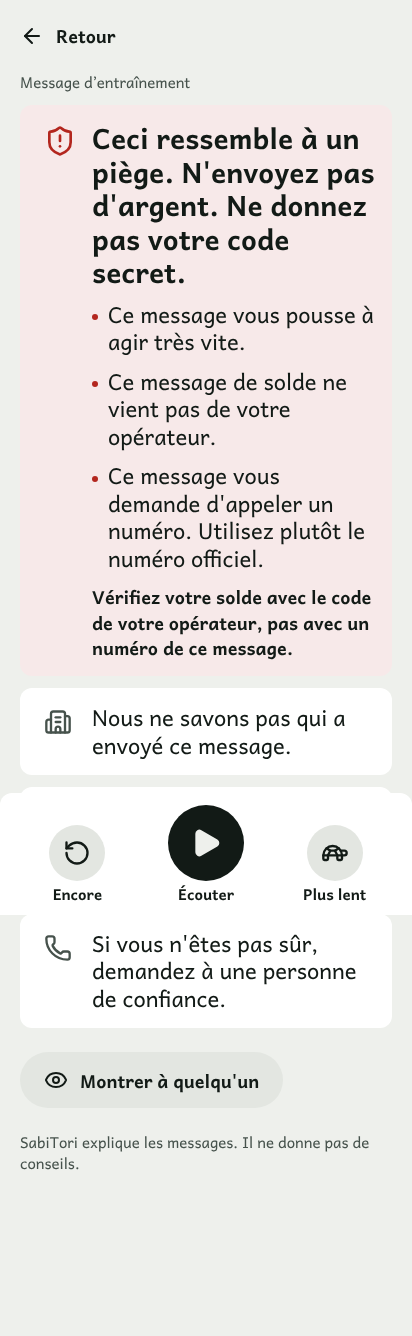 Retour
Message d'entraînement
Ceci ressemble à un
piège. N'envoyez pas
d'argent. Ne donnez
pas votre code
secret.
Ce message vous pousse à
agir très vite.
Ce message de solde ne
vient pas de votre
opérateur.
Ce message vous
demande d'appeler un
numéro. Utilisez plutôt le
numéro officiel.
Vérifiez votre solde avec le code
de votre opérateur, pas avec un
numéro de ce message.
Nous ne savons pas qui a
envoyé ce message.
Encore
Écouter
Plus lent
Si vous n'êtes pas sûr,
demandez à une personne
de confiance.
Montrer à quelqu'un
SabiTori explique les messages. Il ne donne pas de
conseils.